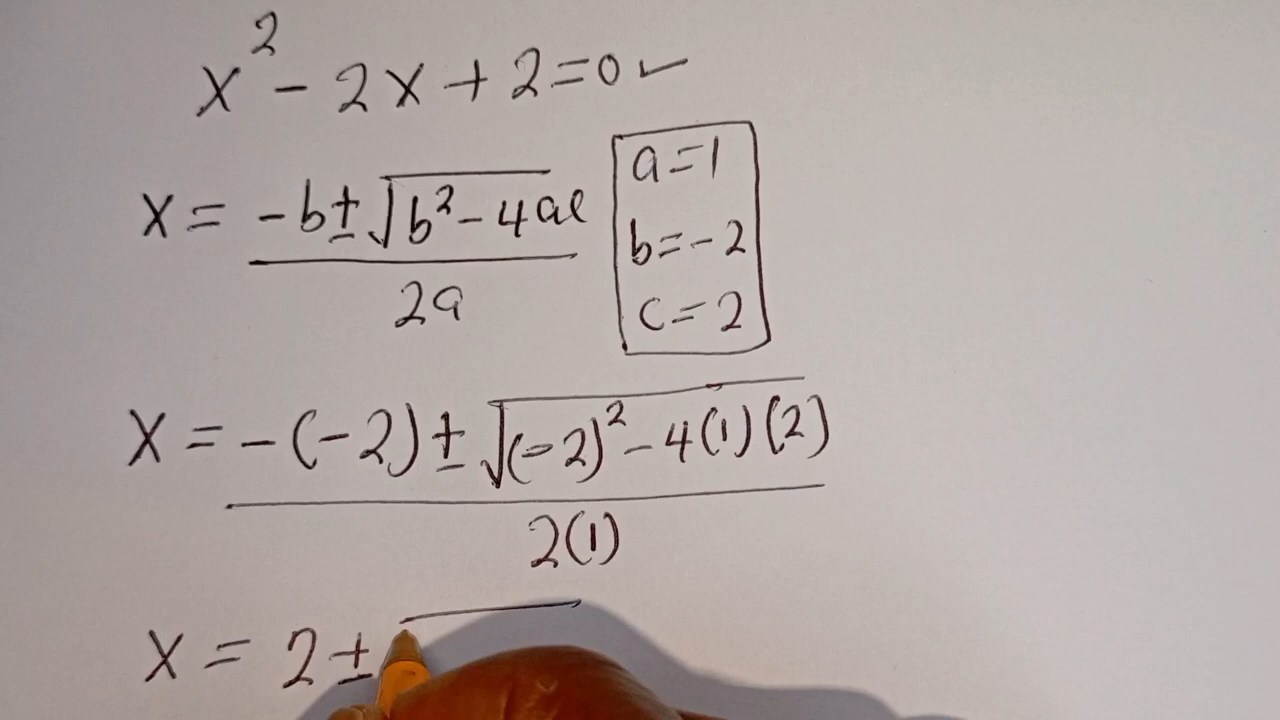 x² - 2x + 2 = 0 ✓
x = (-b ± √(b² - 4ac)) / 2a
a = 1
b = -2
c = 2
x = (-(-2) ± √((-2)² - 4(1)(2))) / 2(1)
x = 2 ± √